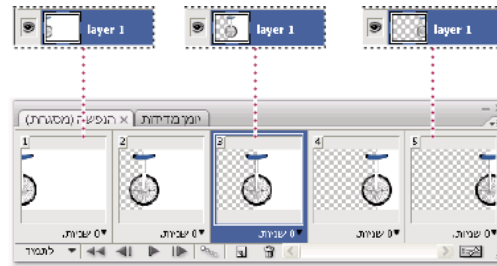 layer 1 layer 1 layer 1
הנפשה (מסגרות) × יומן מדידות
1 2 3 4 5
0 שניות. 0 שניות. 0 שניות. 0 שניות. 0 שניות.
לתמיד